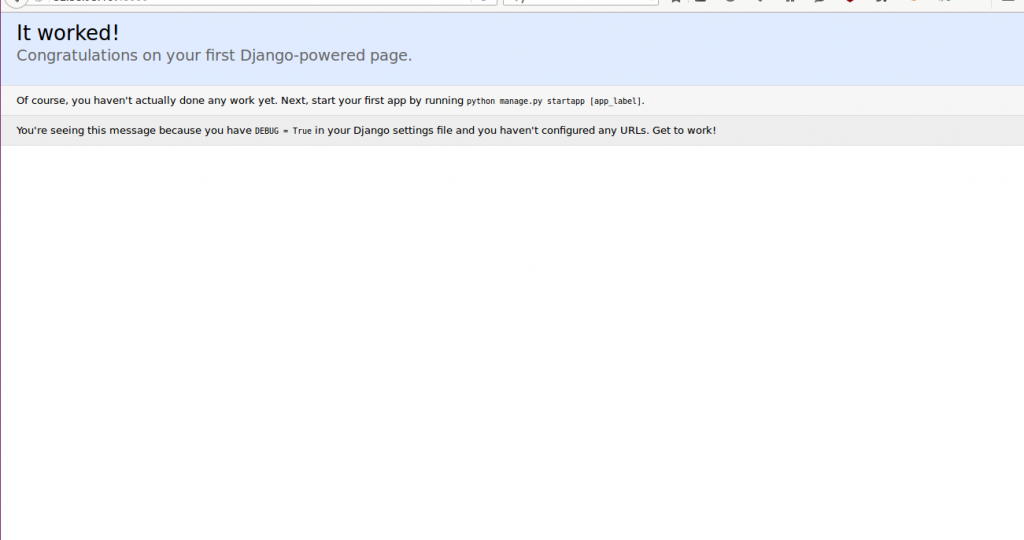 It worked!
Congratulations on your first Django-powered page.
Of course, you haven't actually done any work yet. Next, start your first app by running python manage.py startapp [app_label].
You're seeing this message because you have DEBUG = True in your Django settings file and you haven't configured any URLs. Get to work!